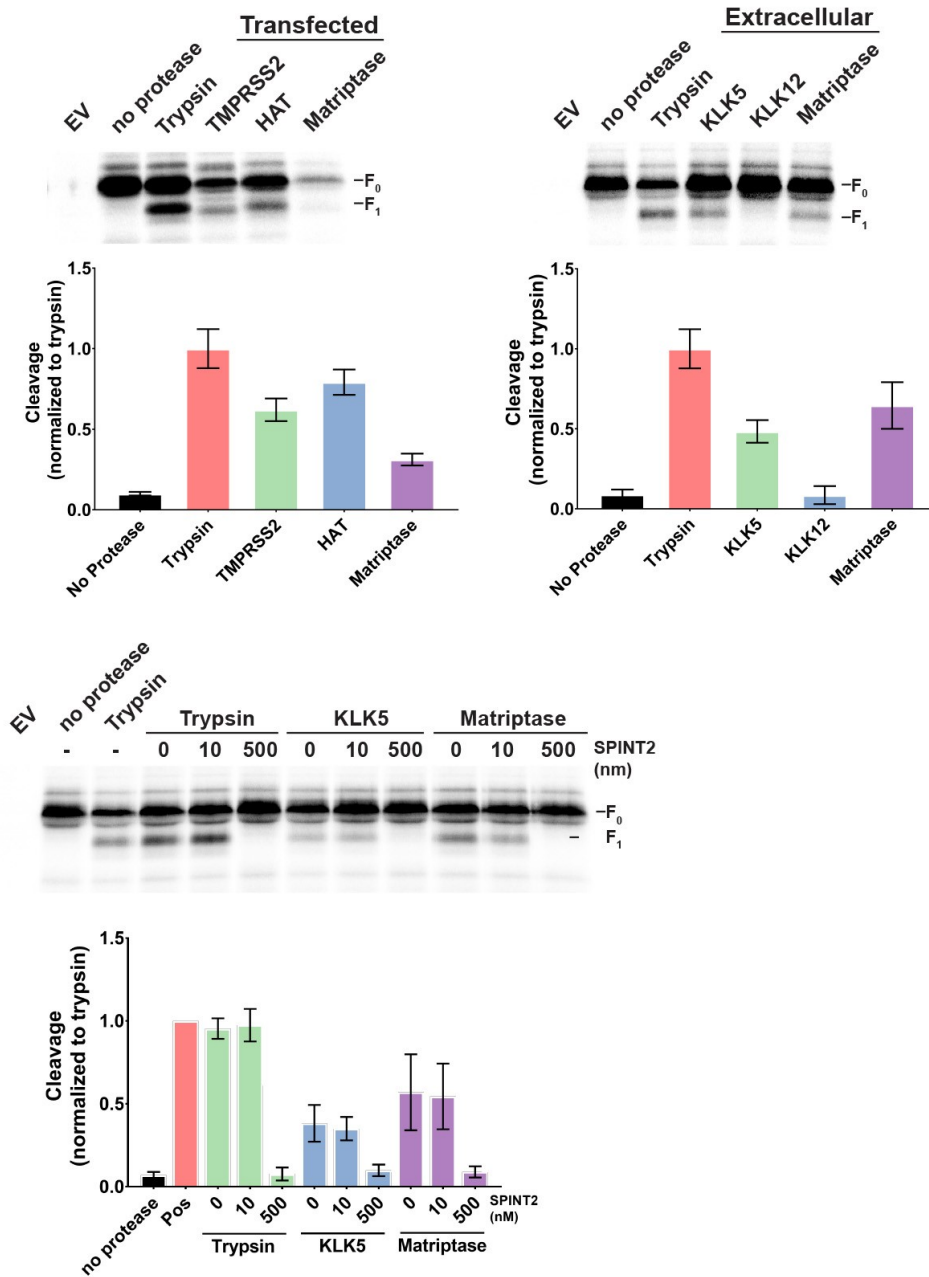 Transfected
EV no protease Trypsin TMPRSS2 HAT Matriptase
–F0
–F1
Cleavage
(normalized to trypsin)
1.5
1.0
0.5
0.0
No Protease Trypsin TMPRSS2 HAT Matriptase
Extracellular
EV no protease Trypsin KLK5 KLK12 Matriptase
–F0
–F1
Cleavage
(normalized to trypsin)
1.5
1.0
0.5
0.0
No Protease Trypsin KLK5 KLK12 Matriptase
EV no protease Trypsin
Trypsin KLK5 Matriptase
- - 0 10 500 0 10 500 0 10 500 SPINT2
(nm)
–F0
– F1
Cleavage
(normalized to trypsin)
1.5
1.0
0.5
0.0
no protease Pos 0 10 500 0 10 500 0 10 500 SPINT2
(nM)
Trypsin KLK5 Matriptase